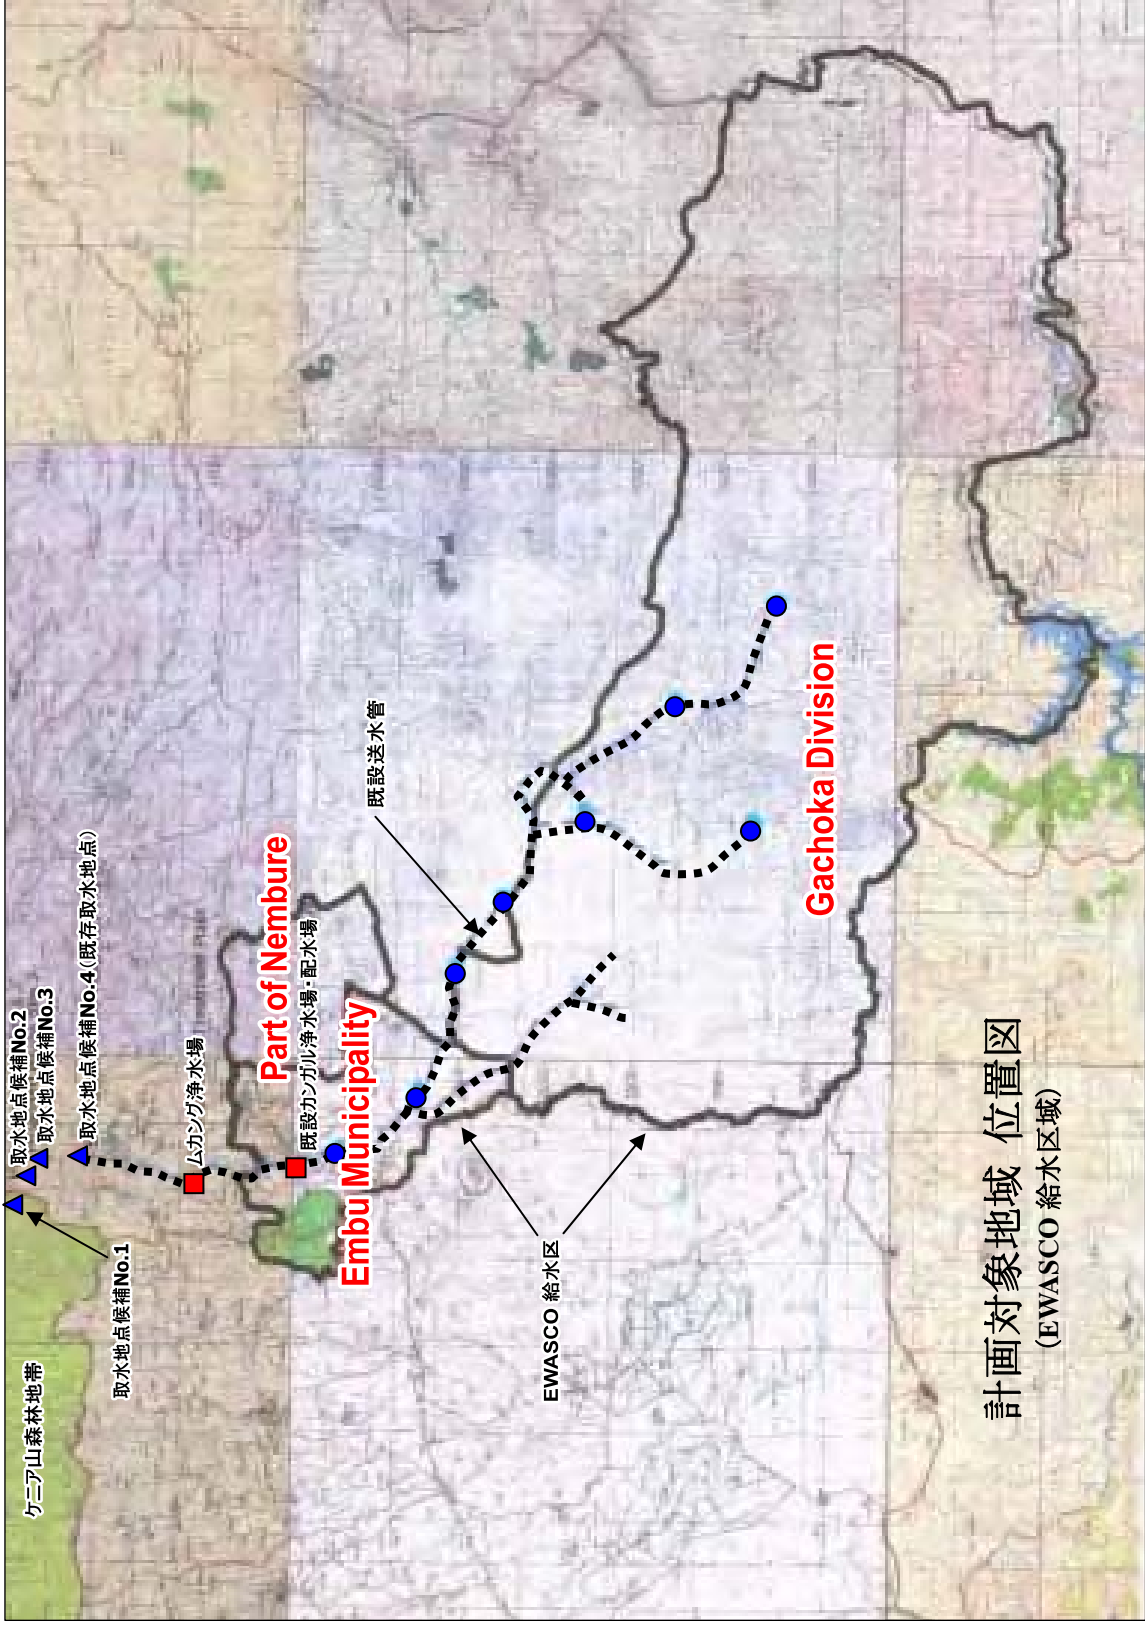 ケニア山森林地帯
取水地点候補No.1
取水地点候補No.2
取水地点候補No.3
取水地点候補No.4(既存取水地点)
ムカング浄水場
Part of Nembure
既設カンガル浄水場・配水場
Embu Municipality
既設送水管
EWASCO 給水区
Gachoka Division
計画対象地域 位置図
(EWASCO 給水区域)